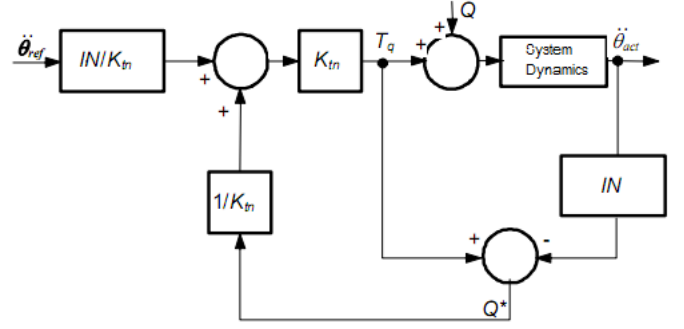 Q
θ̈ref
IN/Ktn
+
+
Ktn
Tq
+
+
System
Dynamics
θ̈act
1/Ktn
IN
+
-
Q*